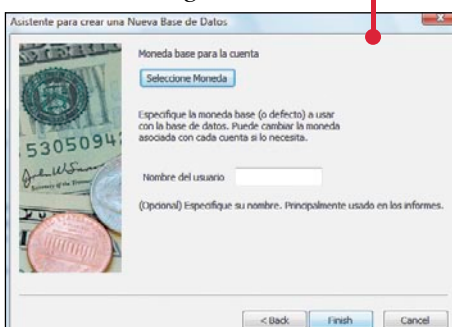 Asistente para crear una Nueva Base de Datos
Moneda base para la cuenta
Seleccione Moneda
Especifique la moneda base (o defecto) a usar
con la base de datos. Puede cambiar la moneda
asociada con cada cuenta si lo necesita.
53050942
Nombre del usuario
(Opcional) Especifique su nombre. Principalmente usado en los informes.
< Back
Finish
Cancel